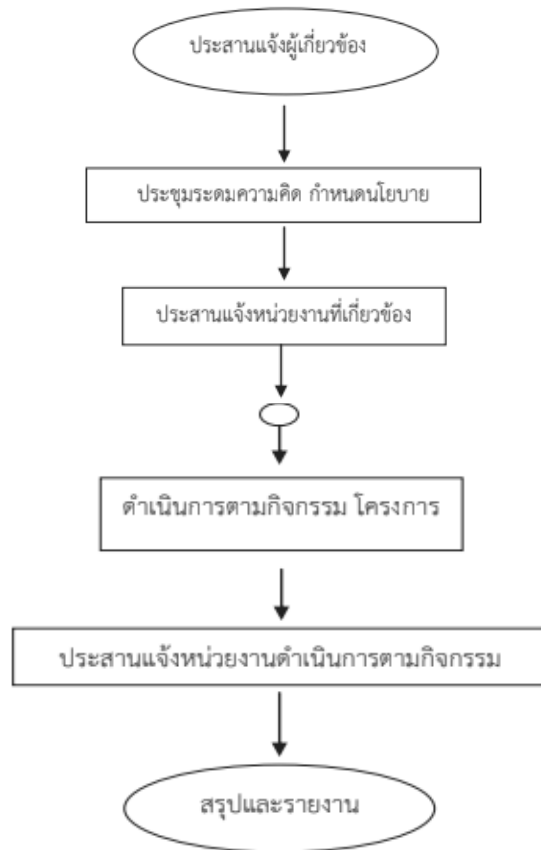 ประสานแจ้งผู้เกี่ยวข้อง
ประชุมระดมความคิด กำหนดนโยบาย
ประสานแจ้งหน่วยงานที่เกี่ยวข้อง
ดำเนินการตามกิจกรรม โครงการ
ประสานแจ้งหน่วยงานดำเนินการตามกิจกรรม
สรุปและรายงาน